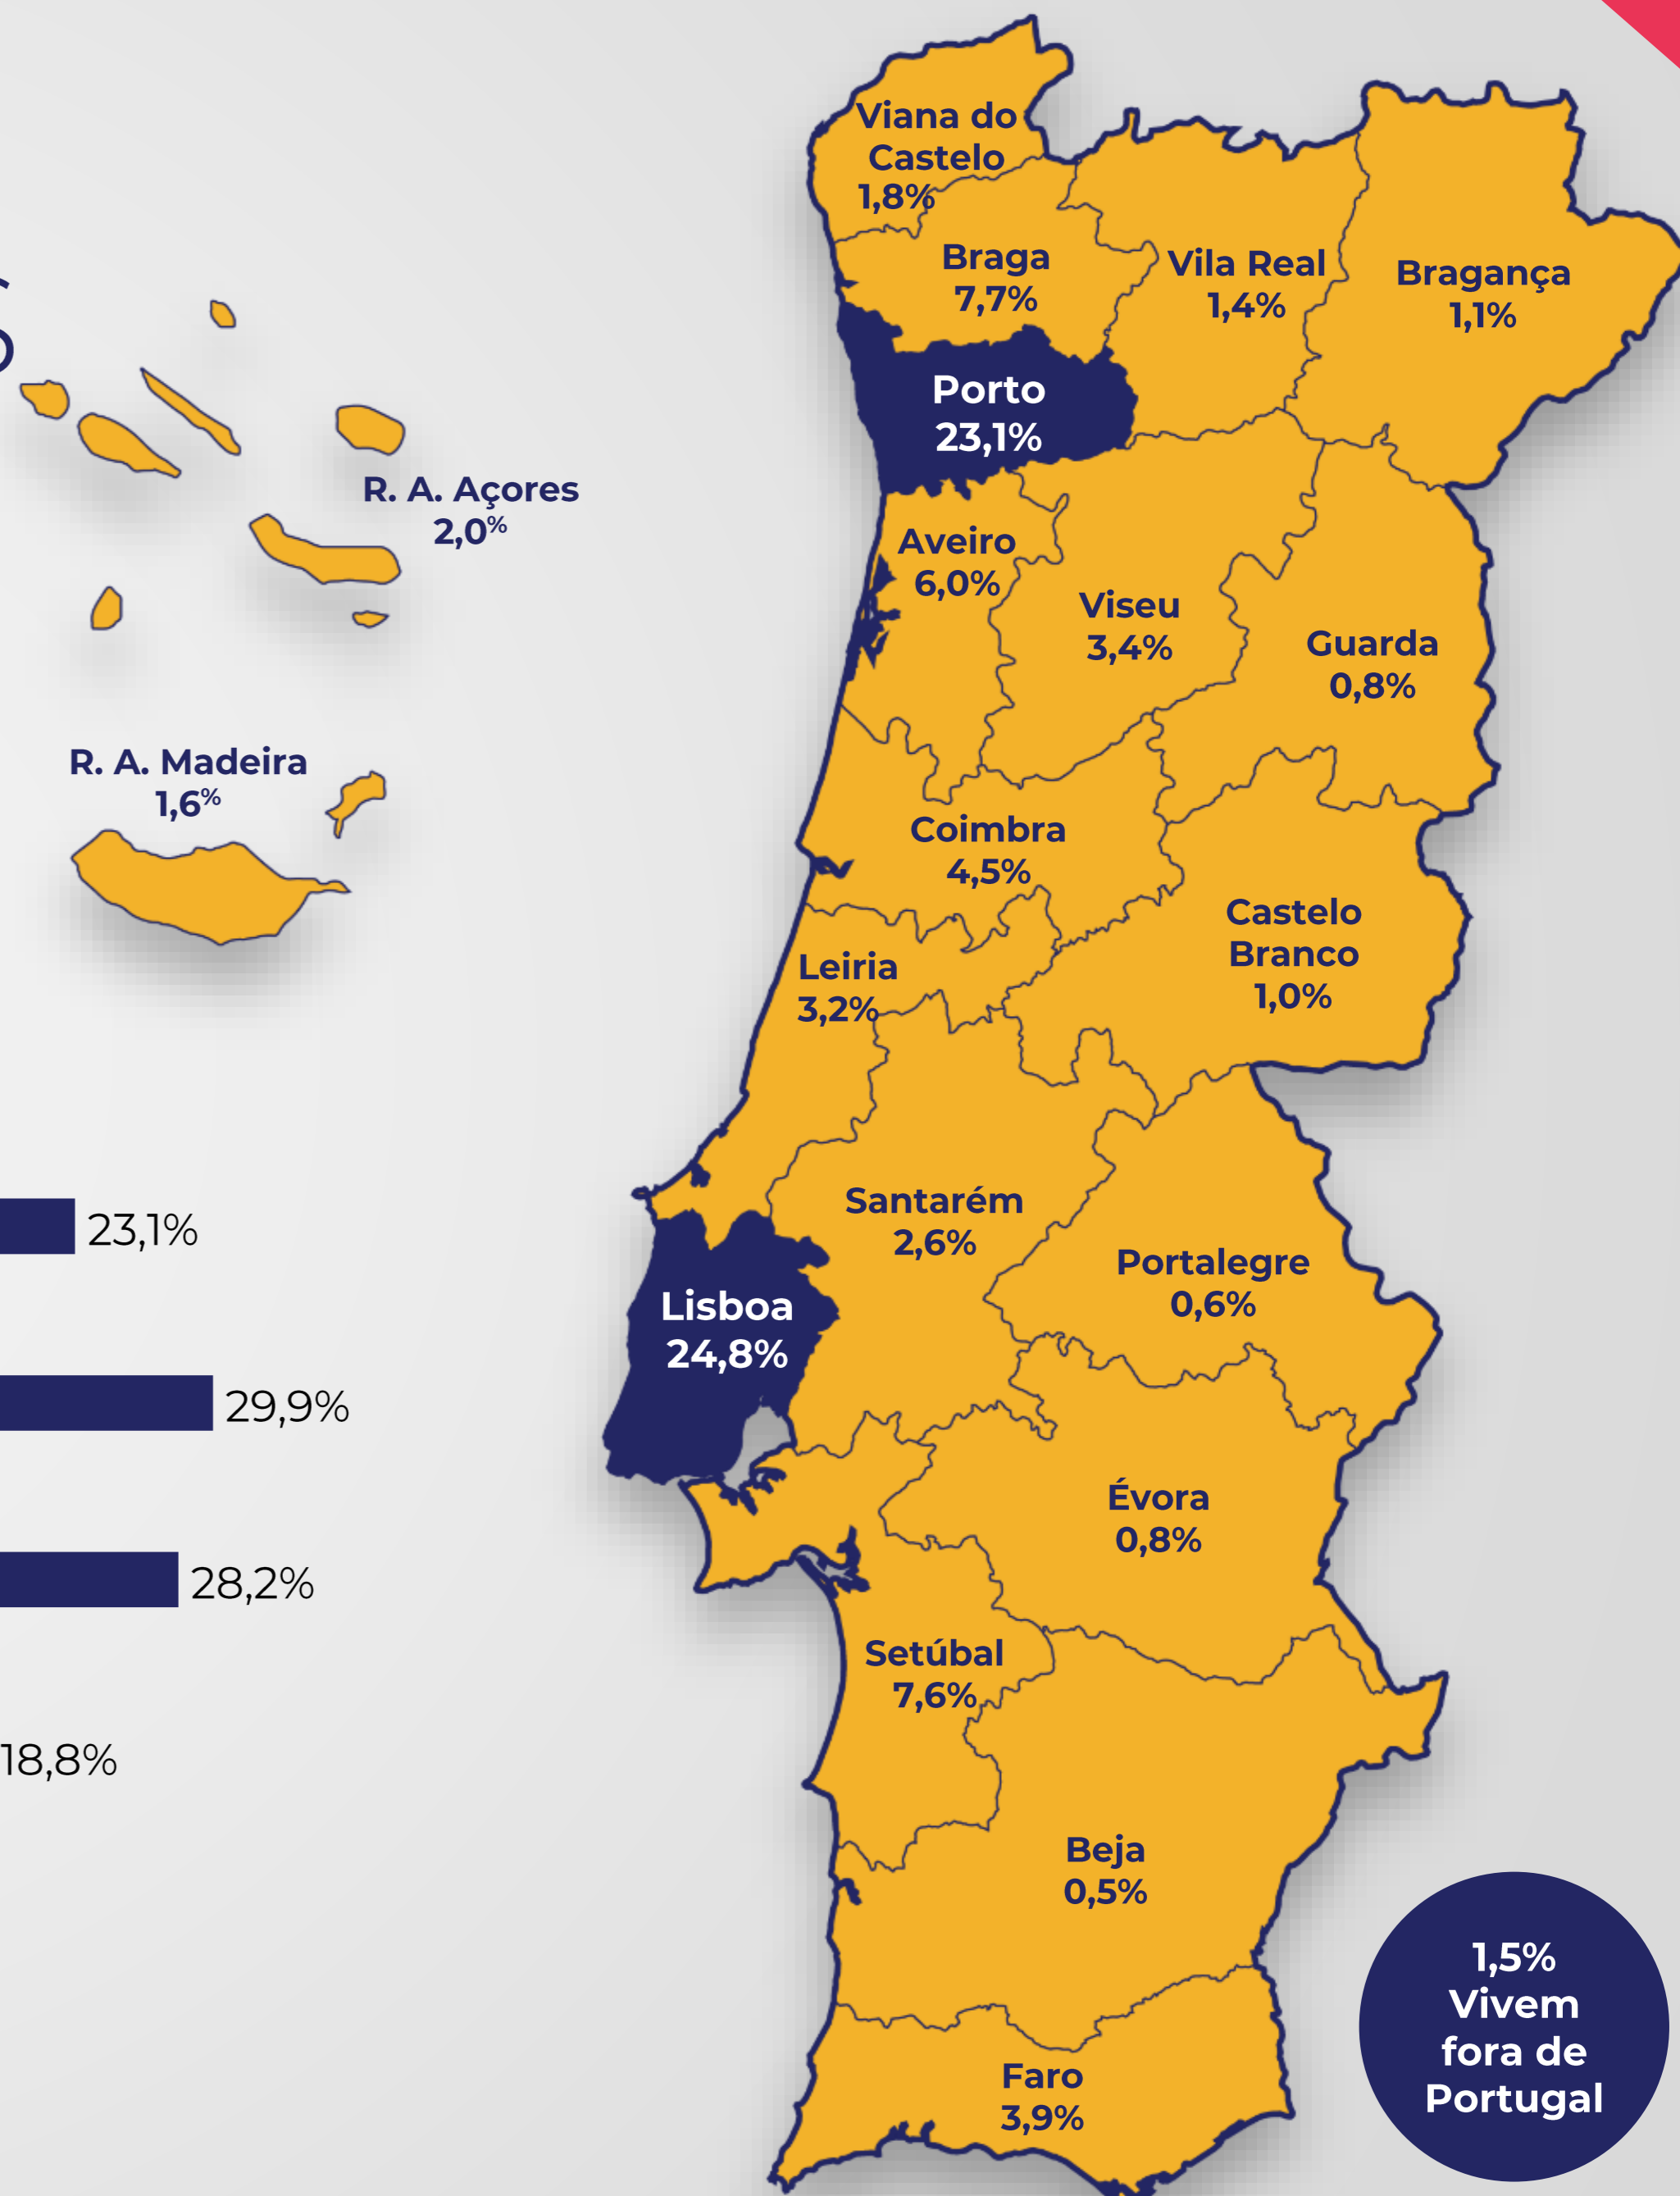 Viana do
Castelo
1,8%
Braga
7,7%
Vila Real
1,4%
Bragança
1,1%
Porto
23,1%
R. A. Açores
2,0%
Aveiro
6,0%
Viseu
3,4%
Guarda
0,8%
R. A. Madeira
1,6%
Coimbra
4,5%
Castelo
Branco
1,0%
Leiria
3,2%
Santarém
2,6%
Portalegre
0,6%
Lisboa
24,8%
Évora
0,8%
Setúbal
7,6%
Beja
0,5%
Faro
3,9%
23,1%
29,9%
28,2%
18,8%
1,5%
Vivem
fora de
Portugal